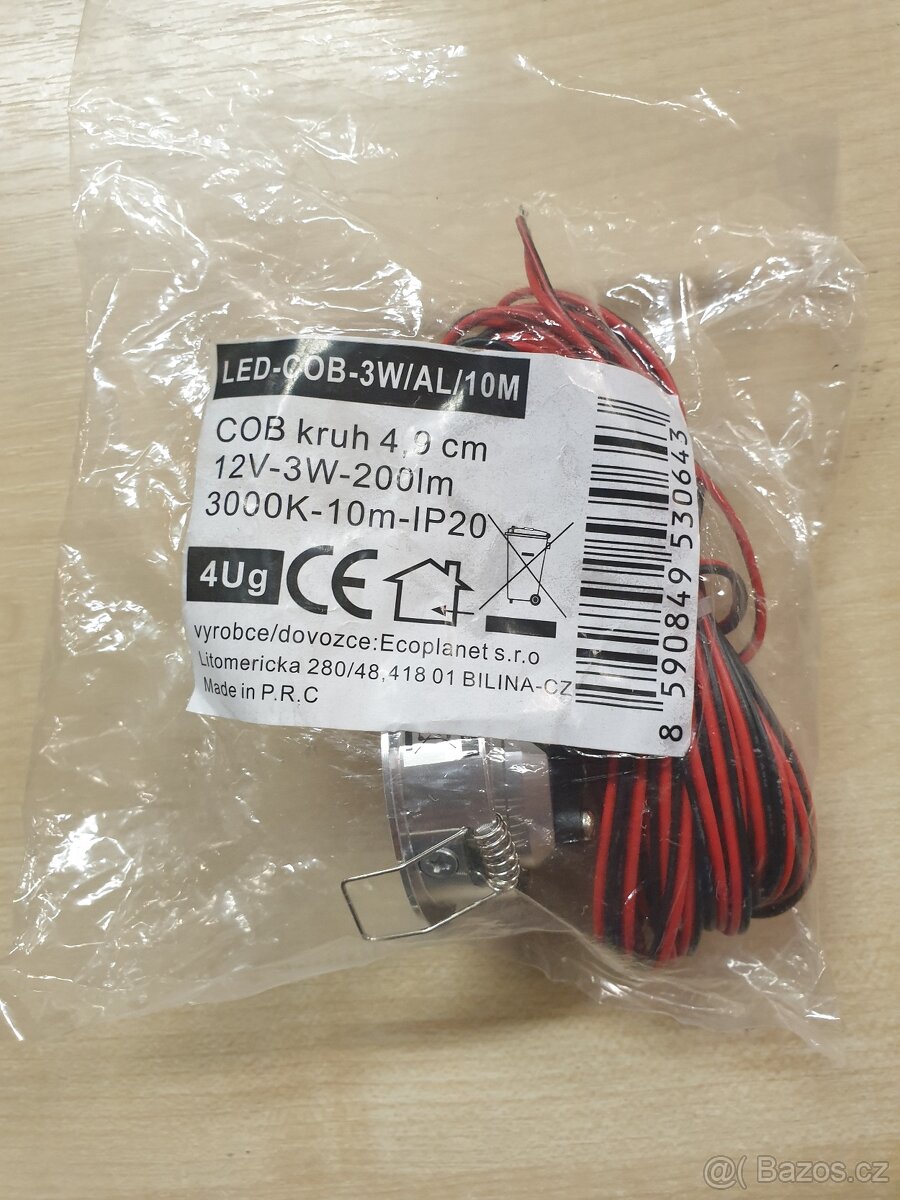 LED-COB-3W/AL/10M
COB kruh 4,9 cm
12V-3W-200lm
3000K-10m-IP20
4Ug CE
vyrobce/dovozce:Ecoplanet s.r.o
Litomericka 280/48,418 01 BILINA-CZ
Made in P.R.C
8 590849 530643
@( Bazos.cz